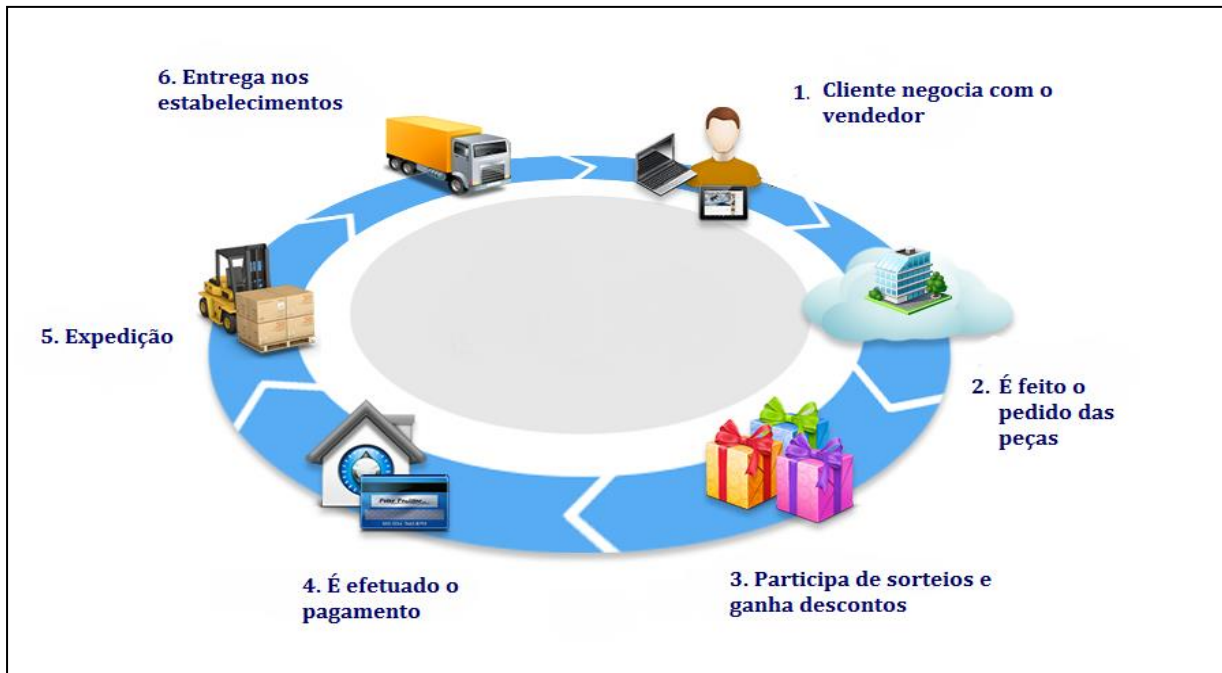 1. Cliente negocia com o
vendedor
2. É feito o
pedido das
peças
3. Participa de sorteios e
ganha descontos
4. É efetuado o
pagamento
5. Expedição
6. Entrega nos
estabelecimentos